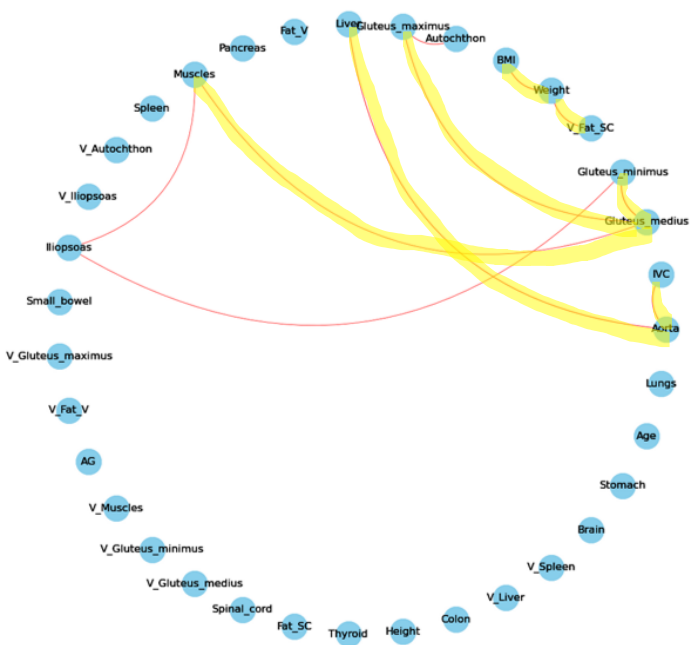 Liver
Gluteus_maximus
Fat_V
Autochthon
Pancreas
BMI
Muscles
Weight
Spleen
V_Fat_SC
V_Autochthon
Gluteus_minimus
V_Iliopsoas
Gluteus_medius
Iliopsoas
IVC
Small_bowel
Aorta
V_Gluteus_maximus
Lungs
V_Fat_V
Age
AG
Stomach
V_Muscles
Brain
V_Gluteus_minimus
V_Spleen
V_Gluteus_medius
V_Liver
Spinal_cord
Colon
Fat_SC
Height
Thyroid